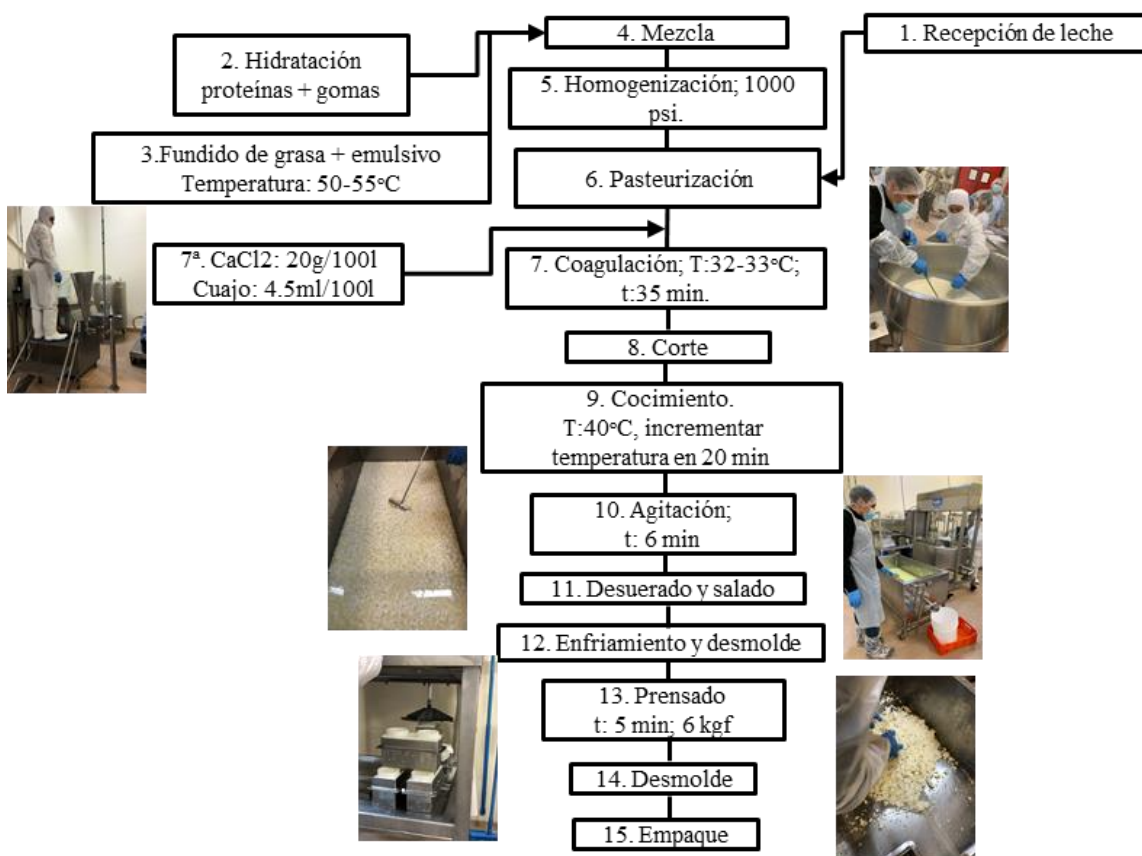 4. Mezcla
1. Recepción de leche
2. Hidratación
proteínas + gomas
5. Homogenización; 1000
psi.
3.Fundido de grasa + emulsivo
Temperatura: 50-55°C
6. Pasteurización
7ª. CaCl2: 20g/100l
Cuajo: 4.5ml/100l
7. Coagulación; T:32-33°C;
t:35 min.
8. Corte
9. Cocimiento.
T:40°C, incrementar
temperatura en 20 min
10. Agitación;
t: 6 min
11. Desuerado y salado
12. Enfriamiento y desmolde
13. Prensado
t: 5 min; 6 kgf
14. Desmolde
15. Empaque